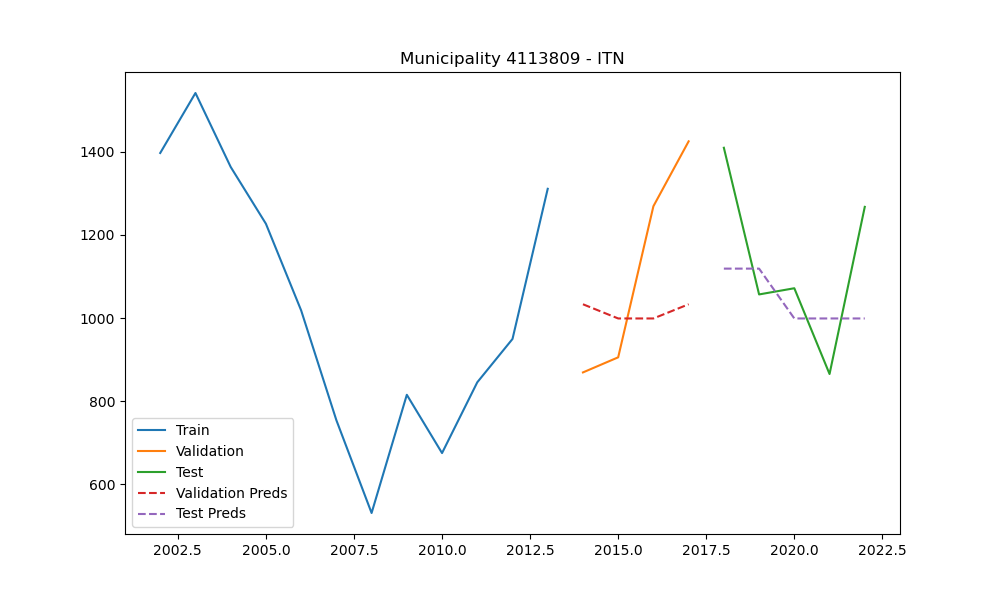 Municipality 4113809 - ITN
1400
1200
1000
800
600
Train
Validation
Test
Validation Preds
Test Preds
2002.5 2005.0 2007.5 2010.0 2012.5 2015.0 2017.5 2020.0 2022.5